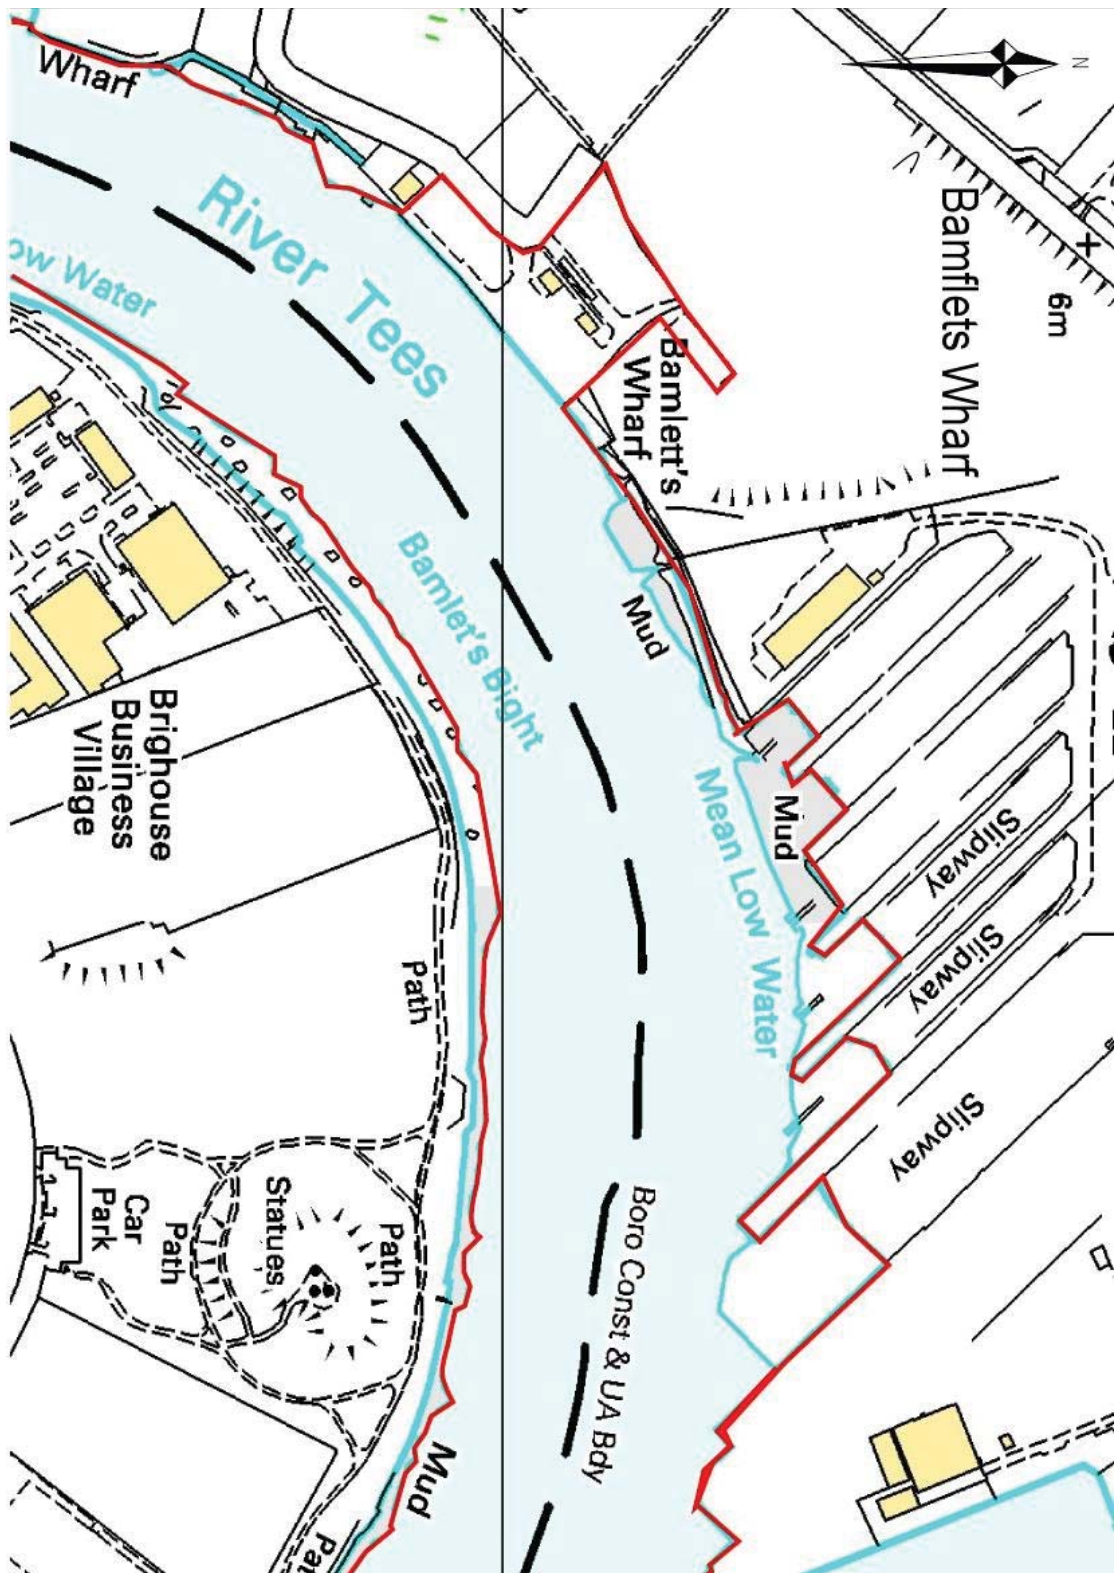 N
Wharf
River Tees
ow Water
Bamflets Wharf
6m
Bamlett's
Wharf
Bamlet's Bight
Mud
Brighouse
Business
Village
Mean Low Water
Mud
Slipway
Slipway
Slipway
Path
Car
Park
Path
Statues
Path
Boro Const & UA Bdy
Mud
Pa